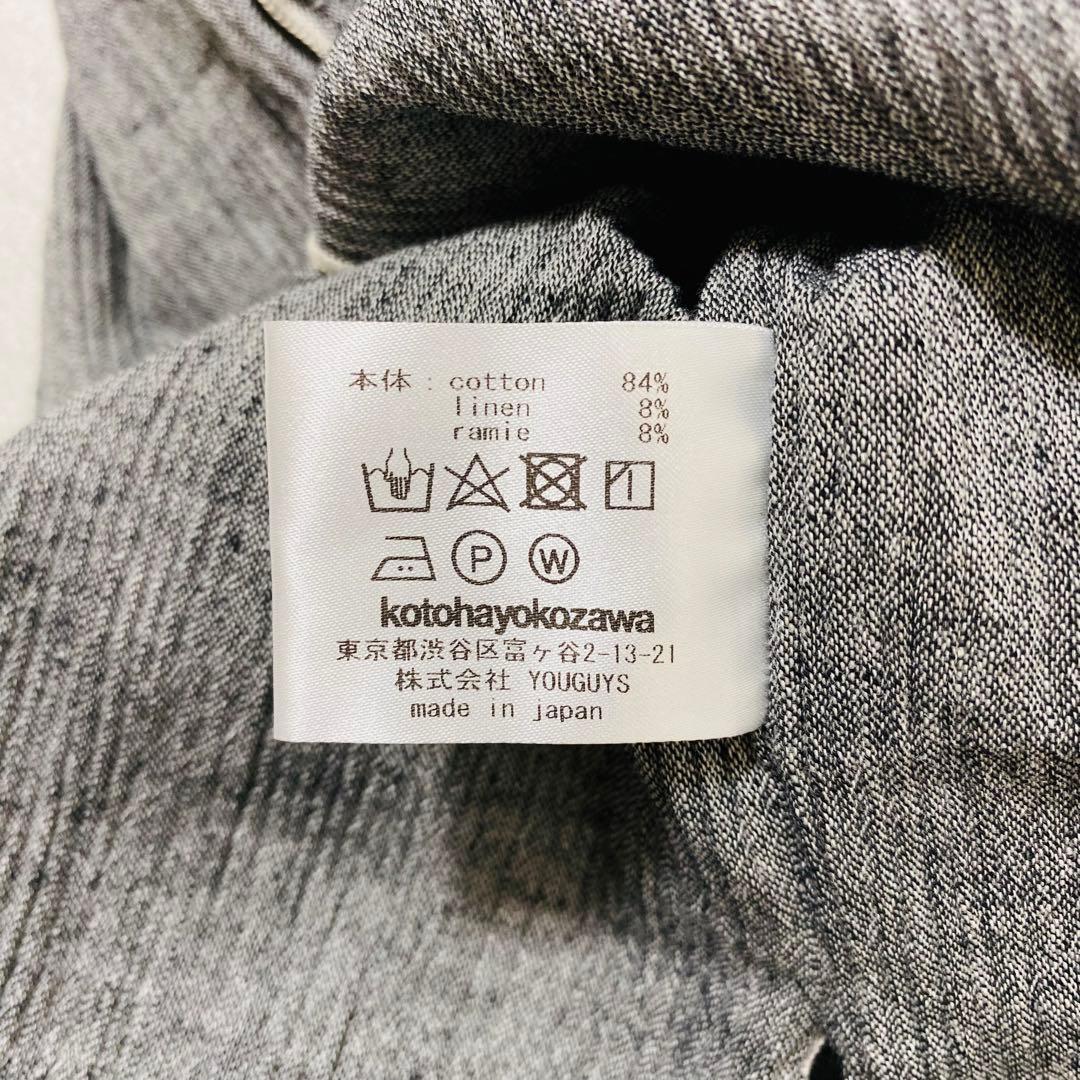 本体 : cotton 84%
linen 8%
ramie 8%
P W
kotohayokozawa
東京都渋谷区富ヶ谷2-13-21
株式会社 YOUGUYS
made in japan